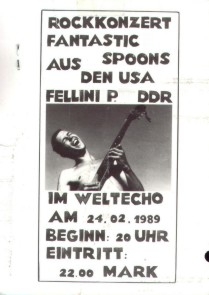 ROCKKONZERT
FANTASTIC
SPOONS
AUS DEN USA
FELLINI P. DDR
IM WELTECHO
AM 24.02.1989
BEGINN: 20 UHR
EINTRITT:
22.00 MARK